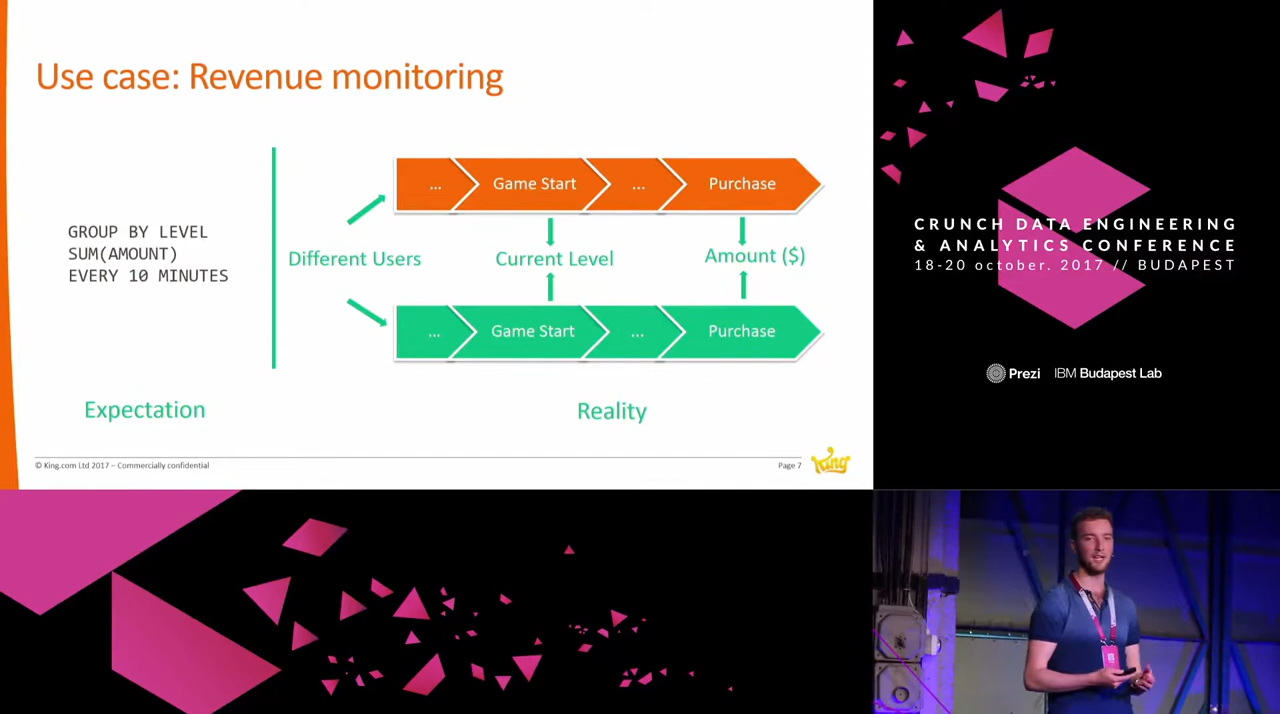 Use case: Revenue monitoring
GROUP BY LEVEL
SUM(AMOUNT)
EVERY 10 MINUTES
Expectation
... Game Start ... Purchase
Different Users Current Level Amount ($)
... Game Start ... Purchase
Reality
© King.com Ltd 2017 – Commercially confidential
Page 7
King
CRUNCH DATA ENGINEERING
& ANALYTICS CONFERENCE
18-20 october. 2017 // BUDAPEST
Prezi IBM Budapest Lab